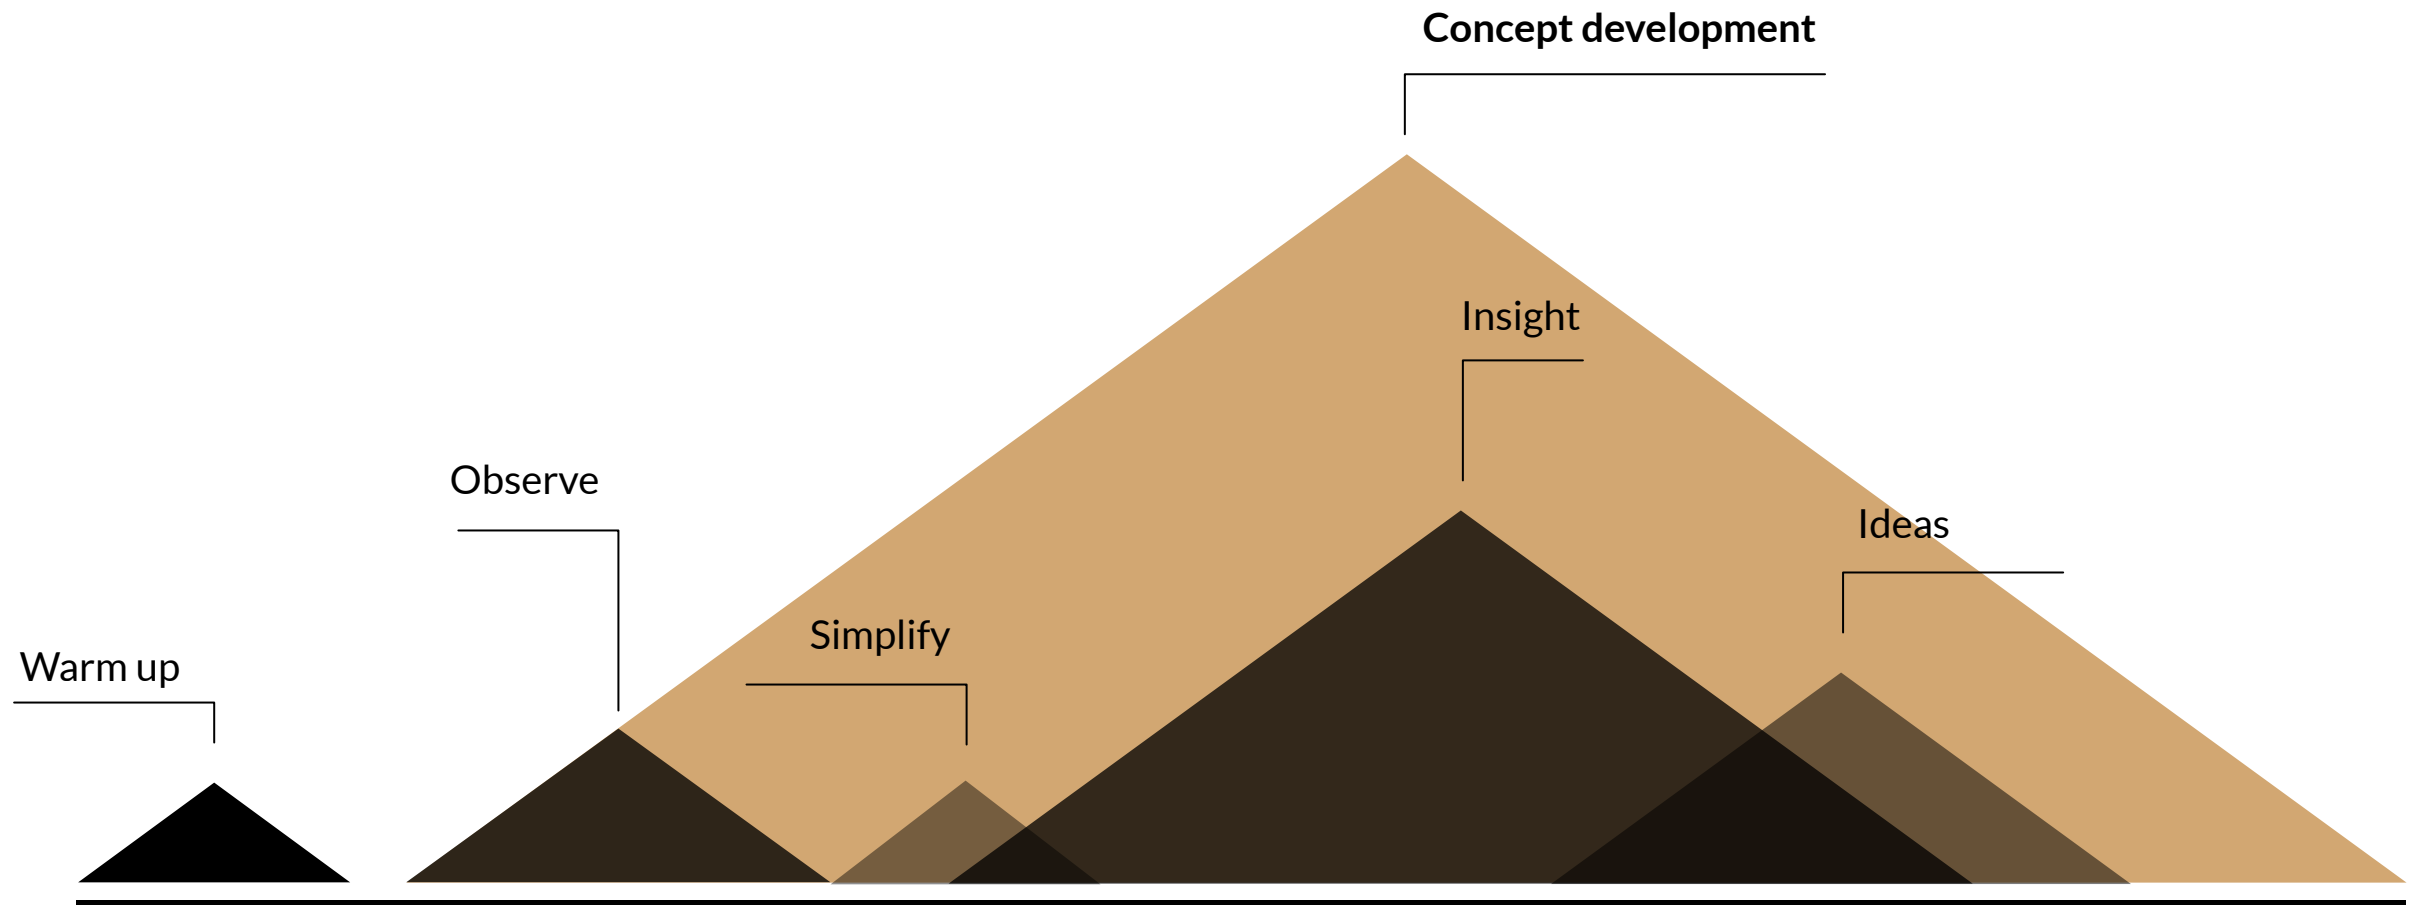 Concept development
Insight
Observe
Ideas
Simplify
Warm up